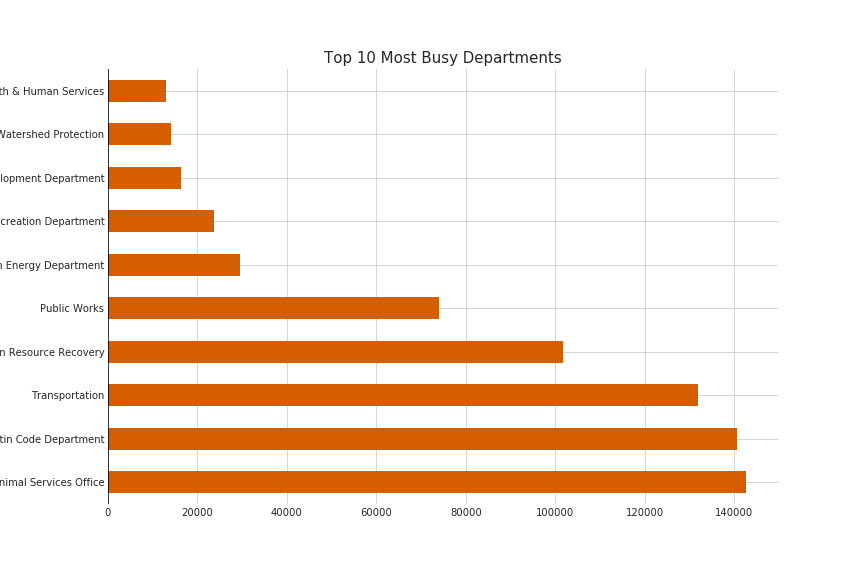 Top 10 Most Busy Departments
th & Human Services
Watershed Protection
lopment Department
creation Department
n Energy Department
Public Works
n Resource Recovery
Transportation
tin Code Department
nimal Services Office
0 20000 40000 60000 80000 100000 120000 140000